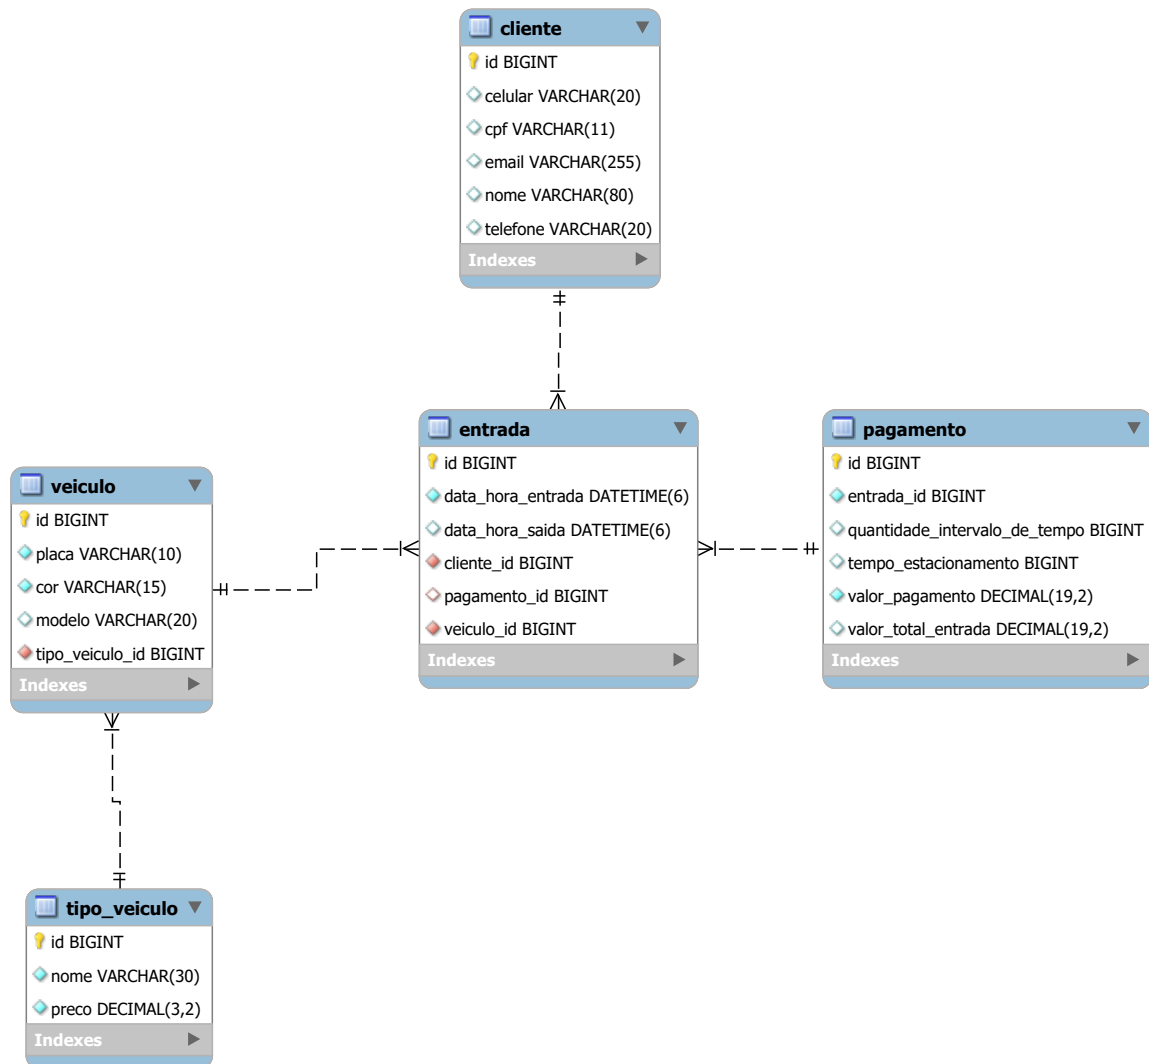 cliente
id BIGINT
celular VARCHAR(20)
cpf VARCHAR(11)
email VARCHAR(255)
nome VARCHAR(80)
telefone VARCHAR(20)
Indexes
entrada
id BIGINT
data_hora_entrada DATETIME(6)
data_hora_saida DATETIME(6)
cliente_id BIGINT
pagamento_id BIGINT
veiculo_id BIGINT
Indexes
pagamento
id BIGINT
entrada_id BIGINT
quantidade_intervalo_de_tempo BIGINT
tempo_estacionamento BIGINT
valor_pagamento DECIMAL(19,2)
valor_total_entrada DECIMAL(19,2)
Indexes
veiculo
id BIGINT
placa VARCHAR(10)
cor VARCHAR(15)
modelo VARCHAR(20)
tipo_veiculo_id BIGINT
Indexes
tipo_veiculo
id BIGINT
nome VARCHAR(30)
preco DECIMAL(3,2)
Indexes